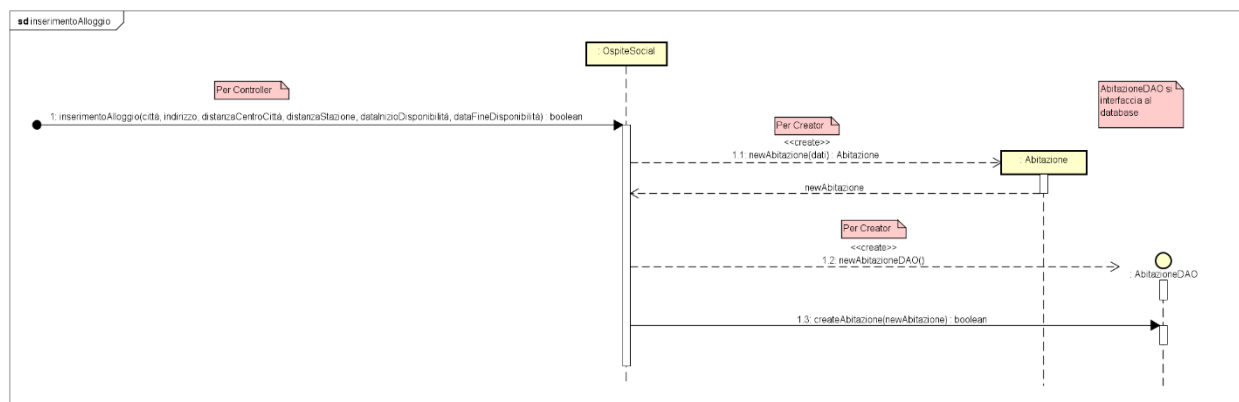 sd inserimentoAlloggio
: OspiteSocial
Per Controller
AbitazioneDAO si
interfaccia al
database
1: inserimentoAlloggio(città, indirizzo, distanzaCentroCittà, distanzaStazione, dataInizioDisponibilità, dataFineDisponibilità) : boolean
Per Creator
<<create>>
1.1: newAbitazione(dati) : Abitazione
: Abitazione
newAbitazione
Per Creator
<<create>>
1.2: newAbitazioneDAO()
: AbitazioneDAO
1.3: createAbitazione(newAbitazione) : boolean